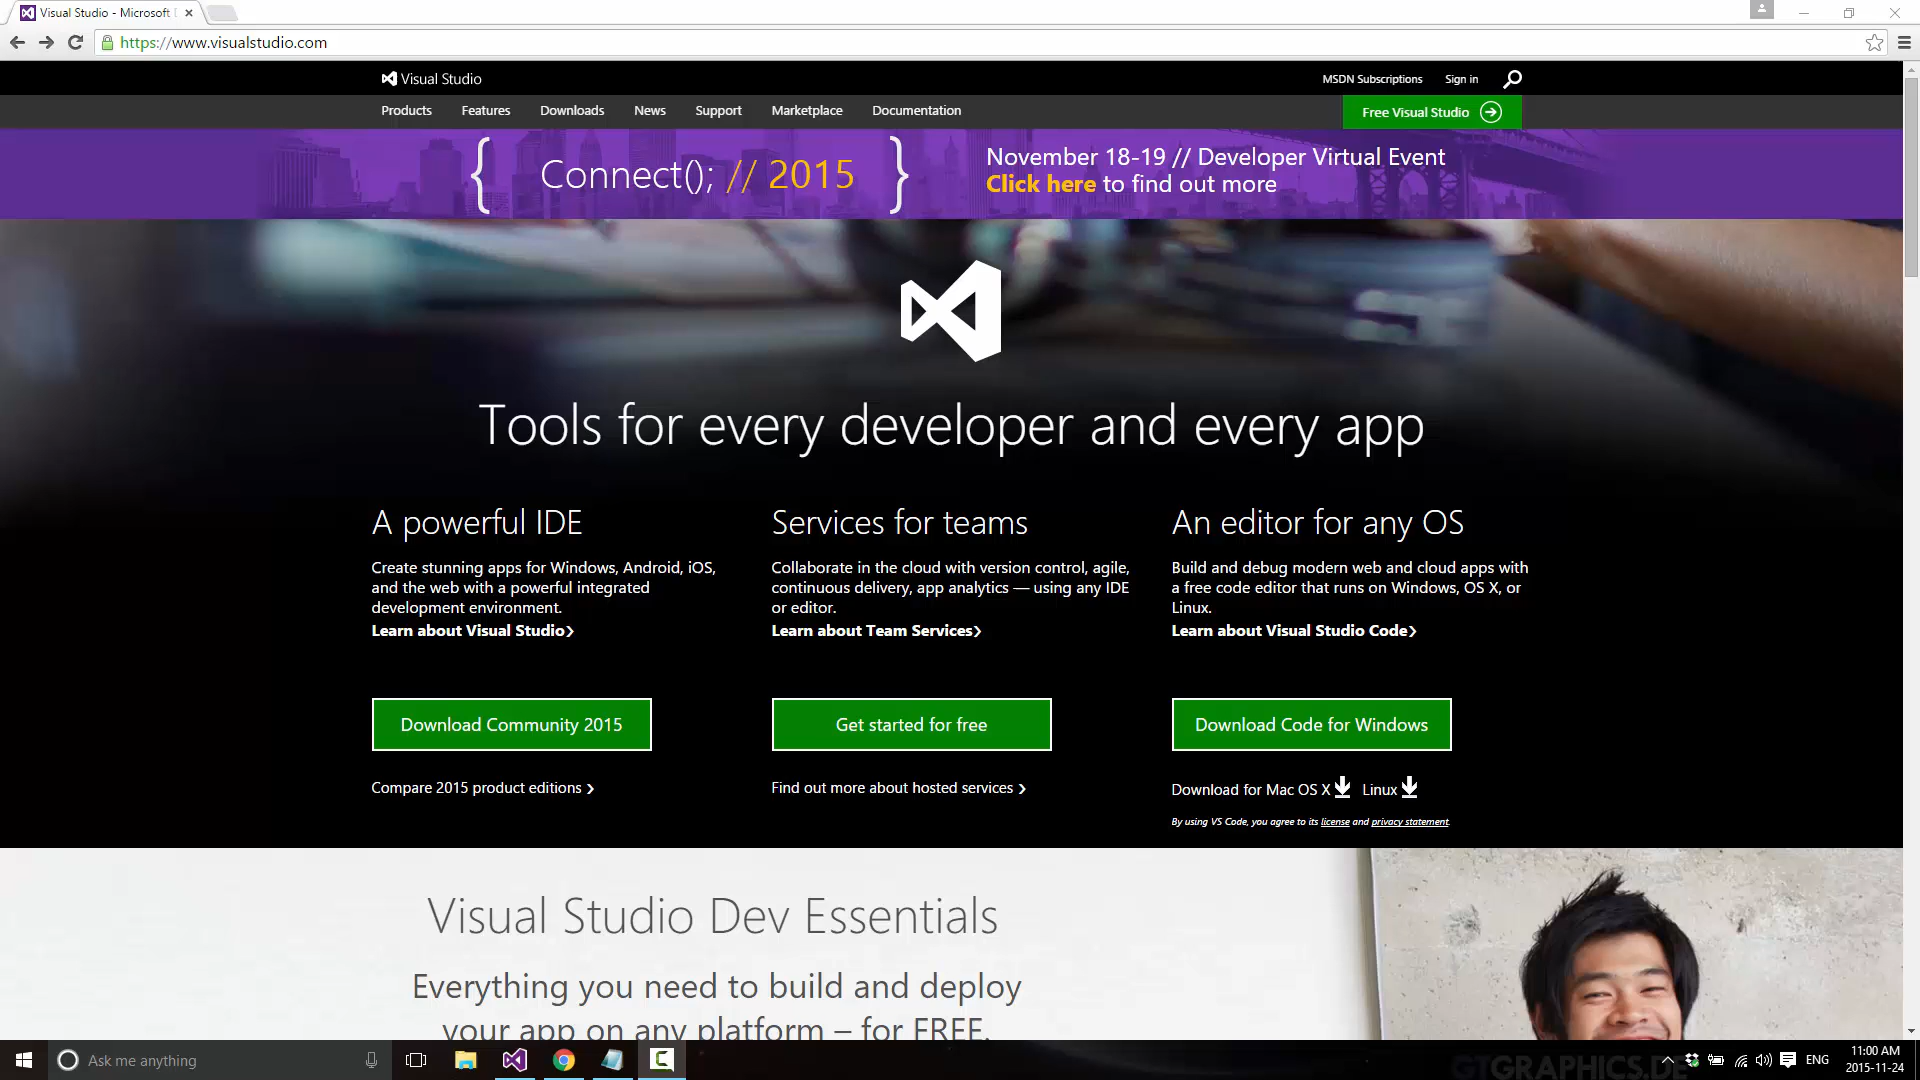 Visual Studio - Microsoft
https://www.visualstudio.com
Visual Studio
MSDN Subscriptions Sign in
Products Features Downloads News Support Marketplace Documentation
Free Visual Studio
{ Connect(); // 2015 }
November 18-19 // Developer Virtual Event
Click here to find out more
Tools for every developer and every app
A powerful IDE
Create stunning apps for Windows, Android, iOS,
and the web with a powerful integrated
development environment.
Learn about Visual Studio›
Download Community 2015
Compare 2015 product editions ›
Services for teams
Collaborate in the cloud with version control, agile,
continuous delivery, app analytics — using any IDE
or editor.
Learn about Team Services›
Get started for free
Find out more about hosted services ›
An editor for any OS
Build and debug modern web and cloud apps with
a free code editor that runs on Windows, OS X, or
Linux.
Learn about Visual Studio Code›
Download Code for Windows
Download for Mac OS X Linux
By using VS Code, you agree to its license and privacy statement.
Visual Studio Dev Essentials
Everything you need to build and deploy
your app on any platform – for FREE.
Ask me anything
GTGRAPHICS.DE
ENG
11:00 AM
2015-11-24